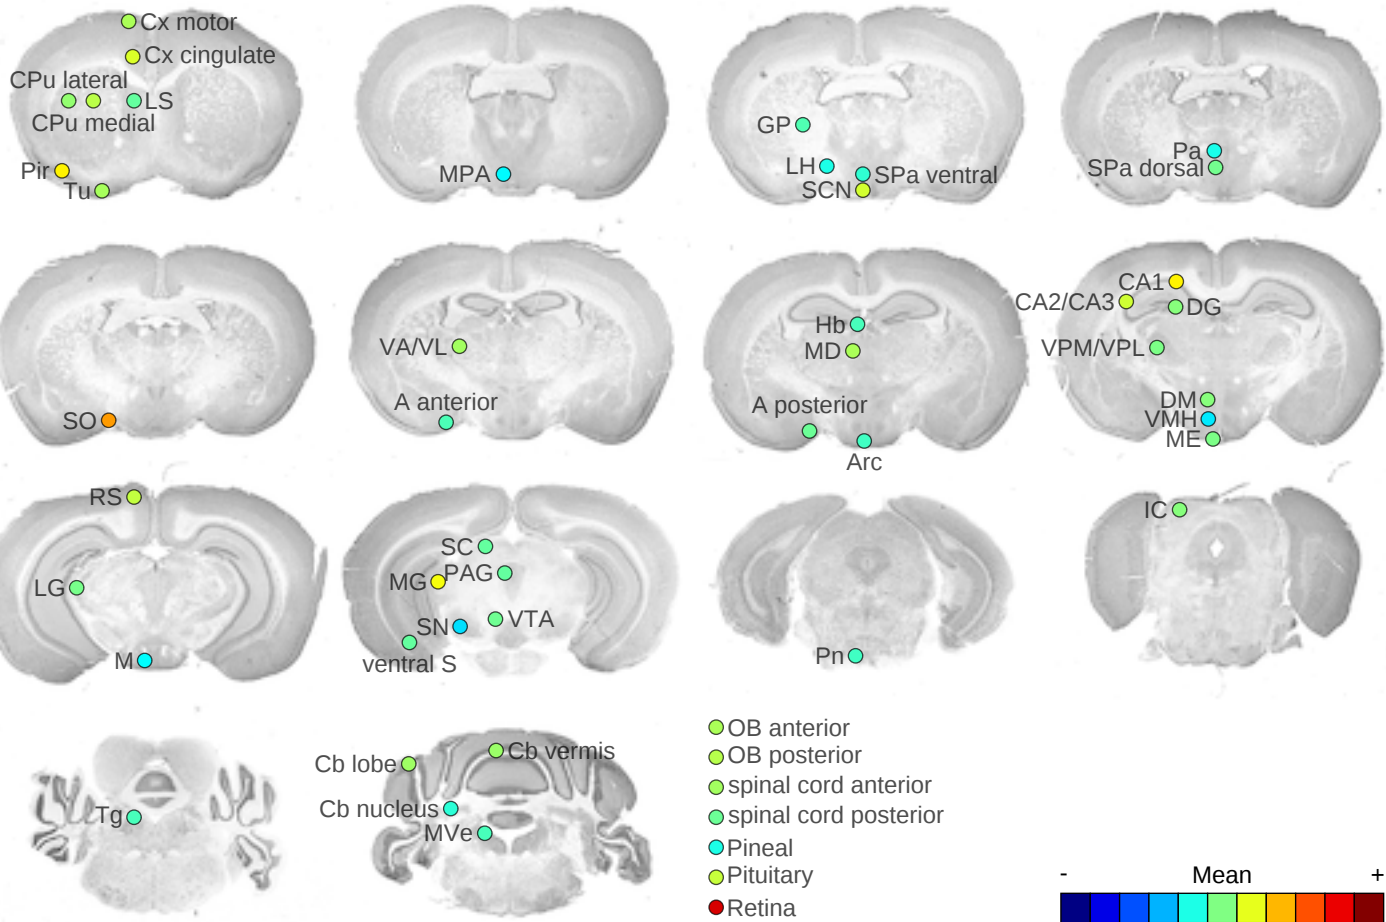 Cx motor
Cx cingulate
CPu lateral
LS
CPu medial
Pir
Tu
MPA
GP
LH
SPa ventral
SCN
Pa
SPa dorsal
SO
VA/VL
A anterior
Hb
MD
A posterior
Arc
CA1
CA2/CA3
DG
VPM/VPL
DM
VMH
ME
RS
LG
M
SC
PAG
MG
VTA
SN
ventral S
Pn
IC
Tg
Cb lobe
Cb vermis
Cb nucleus
MVe
OB anterior
OB posterior
spinal cord anterior
spinal cord posterior
Pineal
Pituitary
Retina
- Mean +